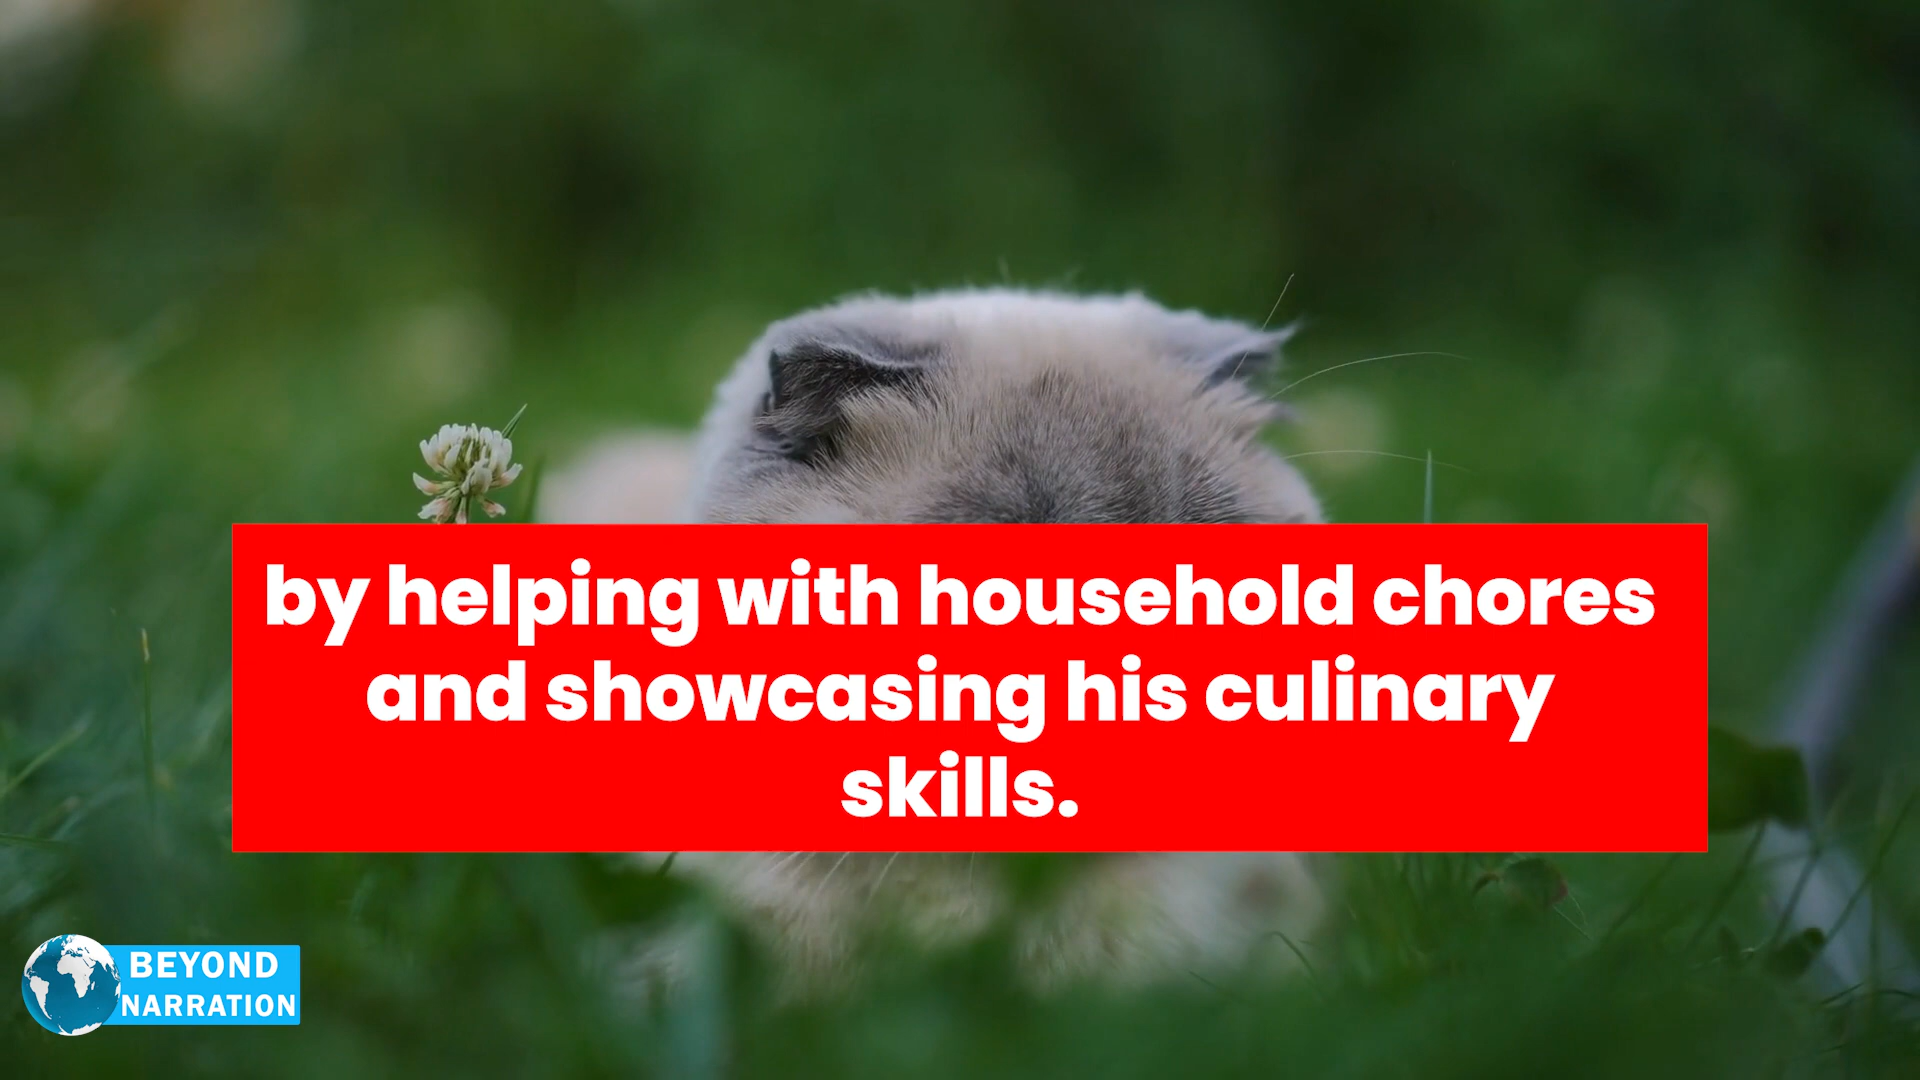 by helping with household chores
and showcasing his culinary
skills.
BEYOND
NARRATION